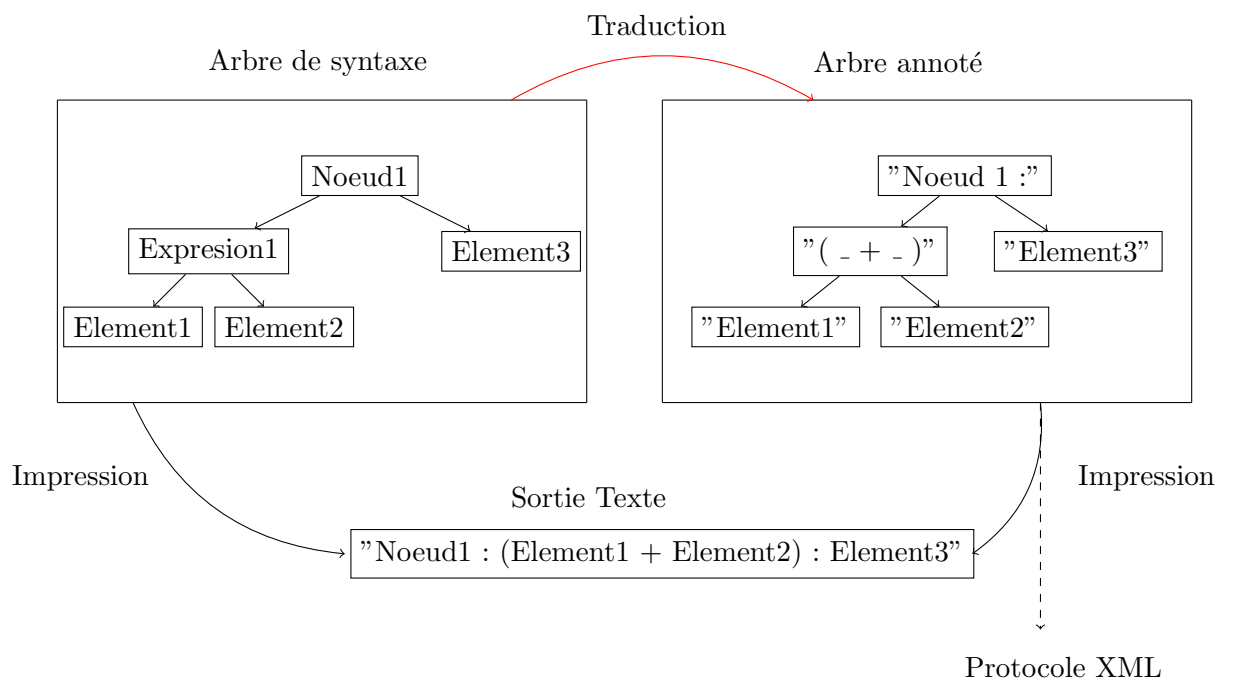 Traduction
Arbre de syntaxe
Arbre annoté
Noeud1
"Noeud 1 :"
Expresion1
Element3
"( _ + _ )"
"Element3"
Element1
Element2
"Element1"
"Element2"
Impression
Impression
Sortie Texte
"Noeud1 : (Element1 + Element2) : Element3"
Protocole XML